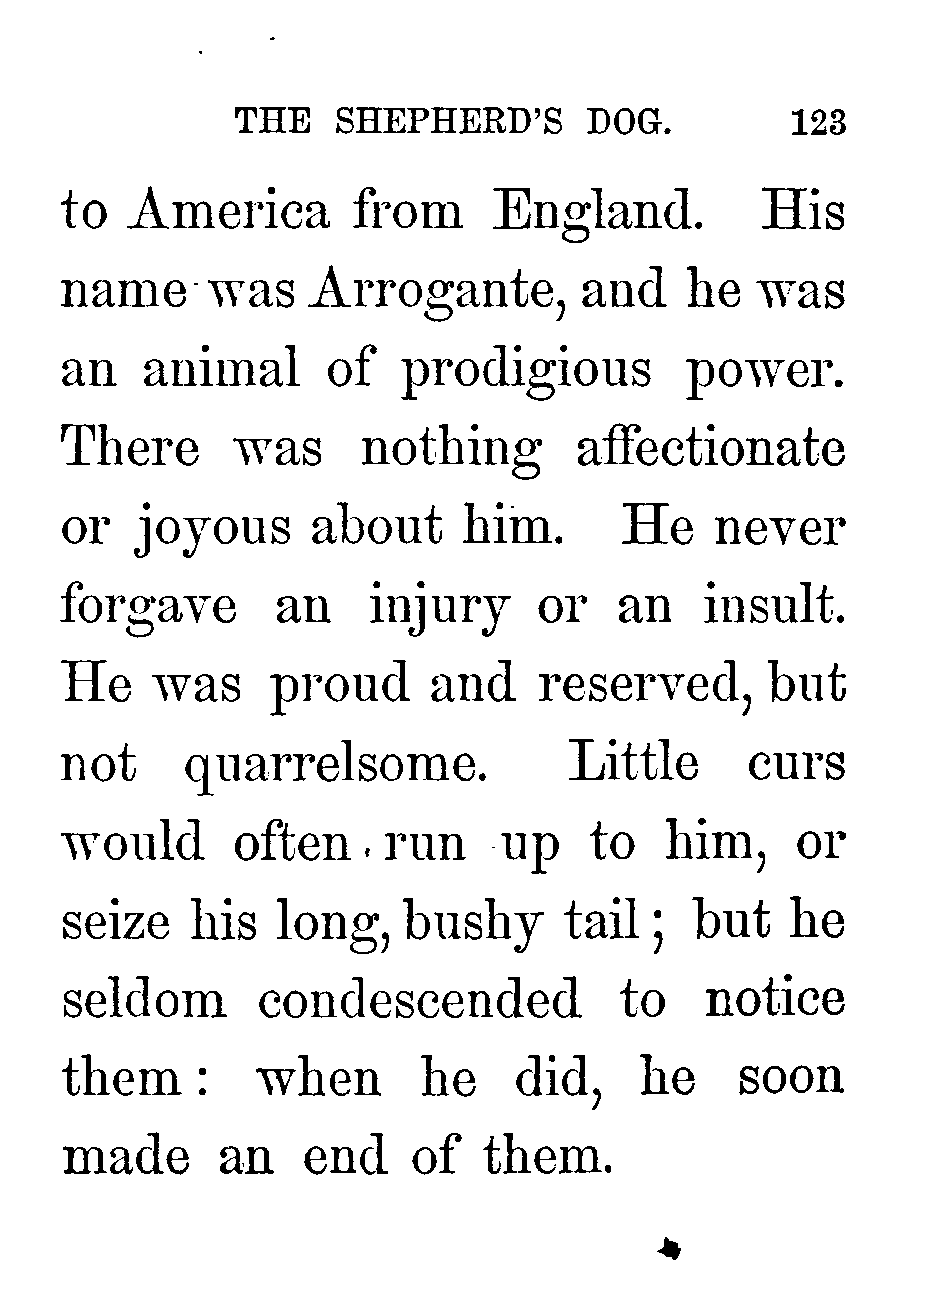 THE SHEPHERD'S DOG. 123
to America from England. His
name was Arrogante, and he was
an animal of prodigious power.
There was nothing affectionate
or joyous about him. He never
forgave an injury or an insult.
He was proud and reserved, but
not quarrelsome. Little curs
would often run up to him, or
seize his long, bushy tail; but he
seldom condescended to notice
them: when he did, he soon
made an end of them.